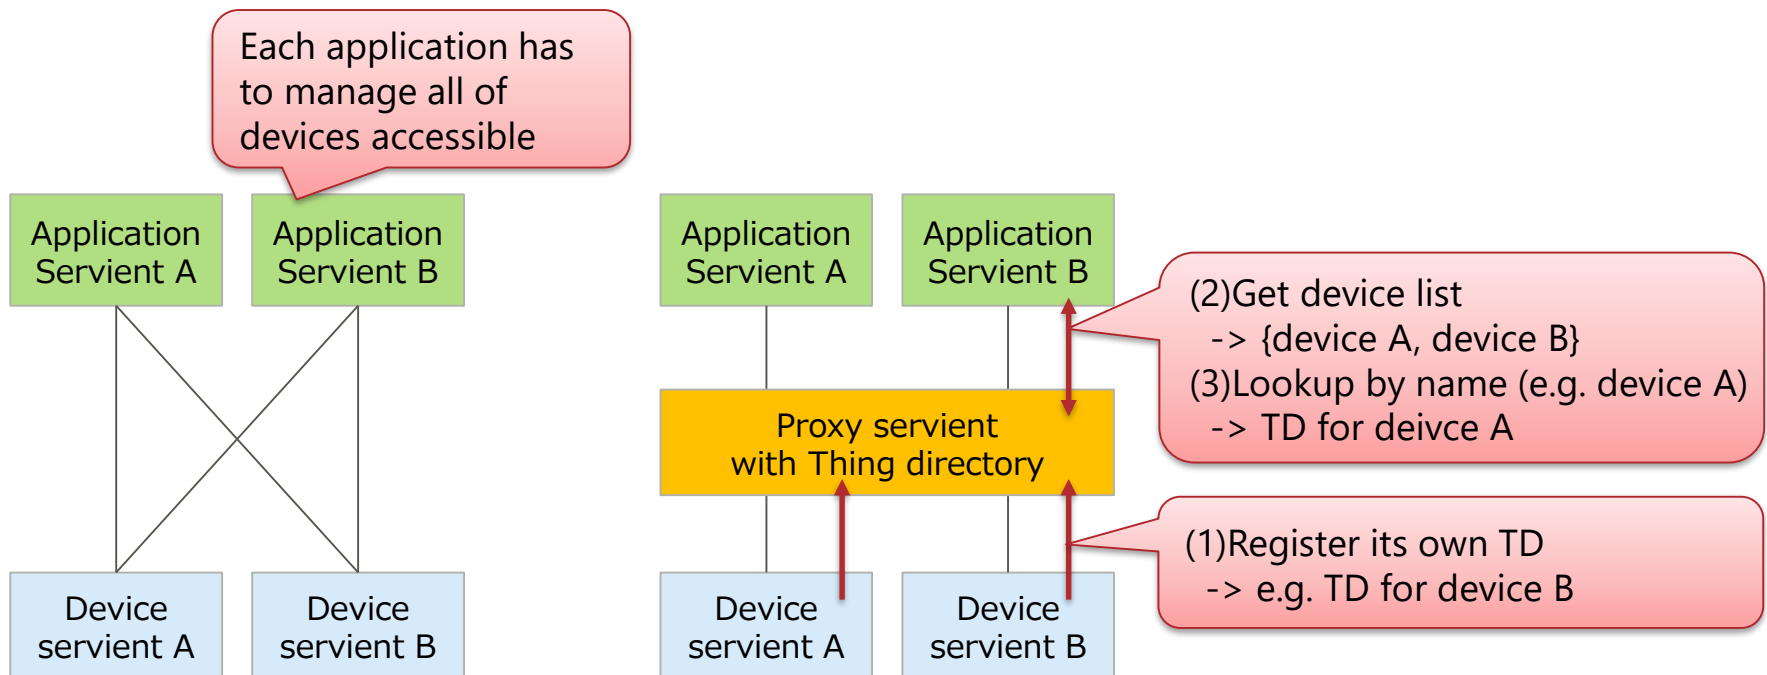 Each application has
to manage all of
devices accessible
Application
Servient A
Application
Servient B
Application
Servient A
Application
Servient B
(2)Get device list
-> {device A, device B}
(3)Lookup by name (e.g. device A)
-> TD for deivce A
Proxy servient
with Thing directory
(1)Register its own TD
-> e.g. TD for device B
Device
servient A
Device
servient B
Device
servient A
Device
servient B